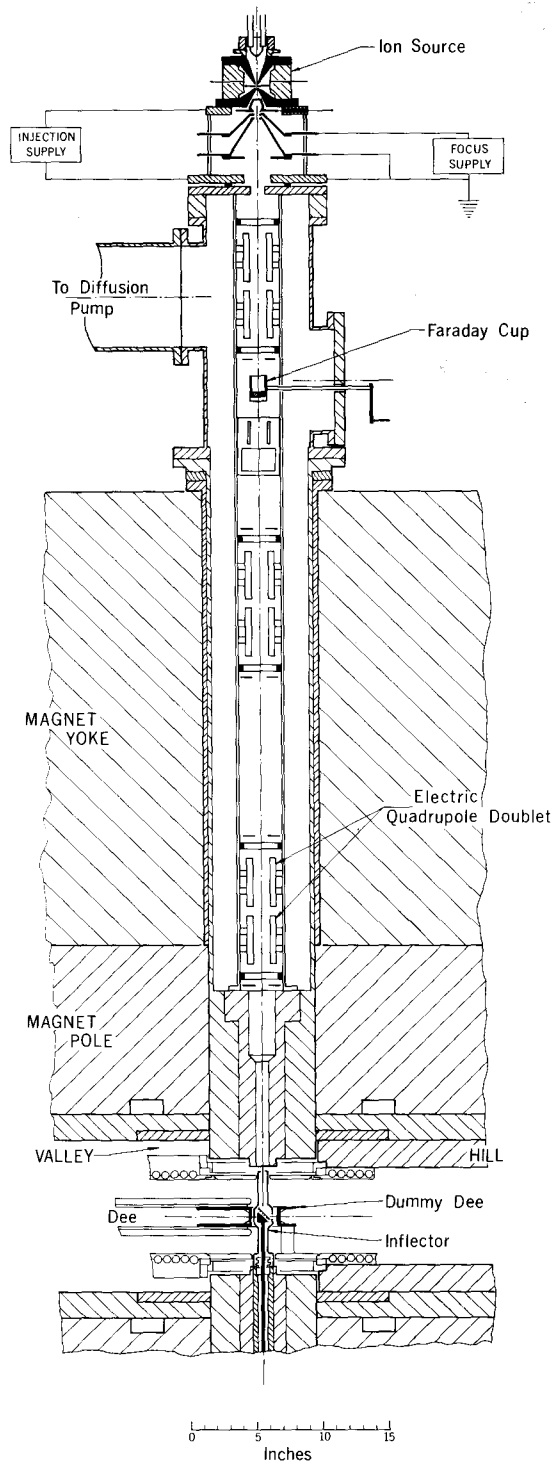 Ion Source
INJECTION
SUPPLY
FOCUS
SUPPLY
To Diffusion
Pump
Faraday Cup
MAGNET
YOKE
Electric
Quadrupole Doublet
MAGNET
POLE
VALLEY
HILL
Dee
Dummy Dee
Inflector
0 5 10 15
Inches